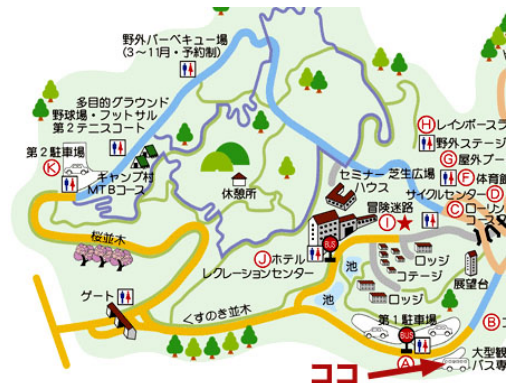 野外バーベキュー場
(3～11月・予約制)
多目的グラウンド
野球場・フットサル
第2テニスコート
第2駐車場
Ⓚ
キャンプ村
MTBコース
休憩所
Ⓗレインボースラ
野外ステージ
Ⓖ屋外プー
Ⓕ体育館
セミナー
ハウス
芝生広場
サイクルセンターⒹ
Ⓒローリン
コース
冒険迷路
Ⓘ★
桜並木
BUS
Ⓙホテル
レクレーションセンター
ロッジ
コテージ
展望台
池
池
ロッジ
ゲート
くすのき並木
第1駐車場
BUS
Ⓐ
Ⓑ
ココ
大型観
バス専